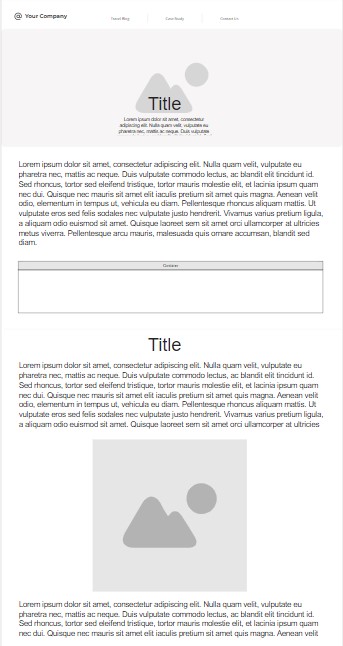 @ Your Company
Travel Blog
Case Study
Contact Us
Title
Lorem ipsum dolor sit amet, consectetur
adipiscing elit. Nulla quam velit, vulputate eu
pharetra nec, mattis ac neque. Duis vulputate
Lorem ipsum dolor sit amet, consectetur adipiscing elit. Nulla quam velit, vulputate eu
pharetra nec, mattis ac neque. Duis vulputate commodo lectus, ac blandit elit tincidunt id.
Sed rhoncus, tortor sed eleifend tristique, tortor mauris molestie elit, et lacinia ipsum quam
nec dui. Quisque nec mauris sit amet elit iaculis pretium sit amet quis magna. Aenean velit
odio, elementum in tempus ut, vehicula eu diam. Pellentesque rhoncus aliquam mattis. Ut
vulputate eros sed felis sodales nec vulputate justo hendrerit. Vivamus varius pretium ligula,
a aliquam odio euismod sit amet. Quisque laoreet sem sit amet orci ullamcorper at ultricies
metus viverra. Pellentesque arcu mauris, malesuada quis ornare accumsan, blandit sed
diam.
Title
Lorem ipsum dolor sit amet, consectetur adipiscing elit. Nulla quam velit, vulputate eu
pharetra nec, mattis ac neque. Duis vulputate commodo lectus, ac blandit elit tincidunt id.
Sed rhoncus, tortor sed eleifend tristique, tortor mauris molestie elit, et lacinia ipsum quam
nec dui. Quisque nec mauris sit amet elit iaculis pretium sit amet quis magna. Aenean velit
odio, elementum in tempus ut, vehicula eu diam. Pellentesque rhoncus aliquam mattis. Ut
vulputate eros sed felis sodales nec vulputate justo hendrerit. Vivamus varius pretium ligula,
a aliquam odio euismod sit amet. Quisque laoreet sem sit amet orci ullamcorper at ultricies
Lorem ipsum dolor sit amet, consectetur adipiscing elit. Nulla quam velit, vulputate eu
pharetra nec, mattis ac neque. Duis vulputate commodo lectus, ac blandit elit tincidunt id.
Sed rhoncus, tortor sed eleifend tristique, tortor mauris molestie elit, et lacinia ipsum quam
nec dui. Quisque nec mauris sit amet elit iaculis pretium sit amet quis magna. Aenean velit